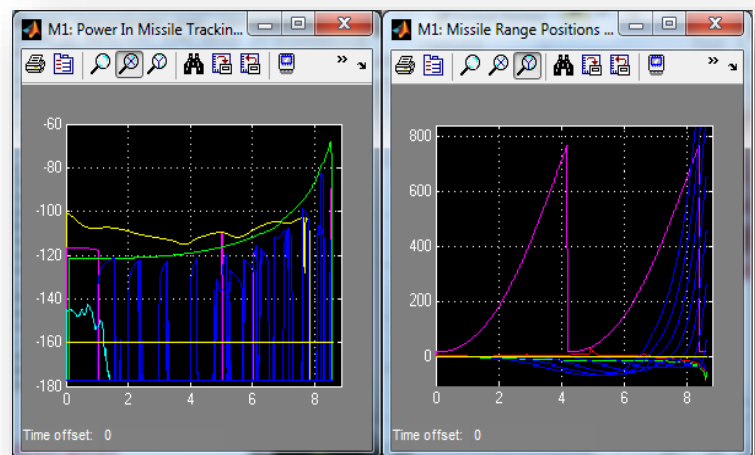 M1: Power In Missile Trackin...
»
-60
-80
-100
-120
-140
-160
-180
0 2 4 6 8
Time offset: 0
M1: Missile Range Positions ...
»
800
600
400
200
0
0 2 4 6 8
Time offset: 0